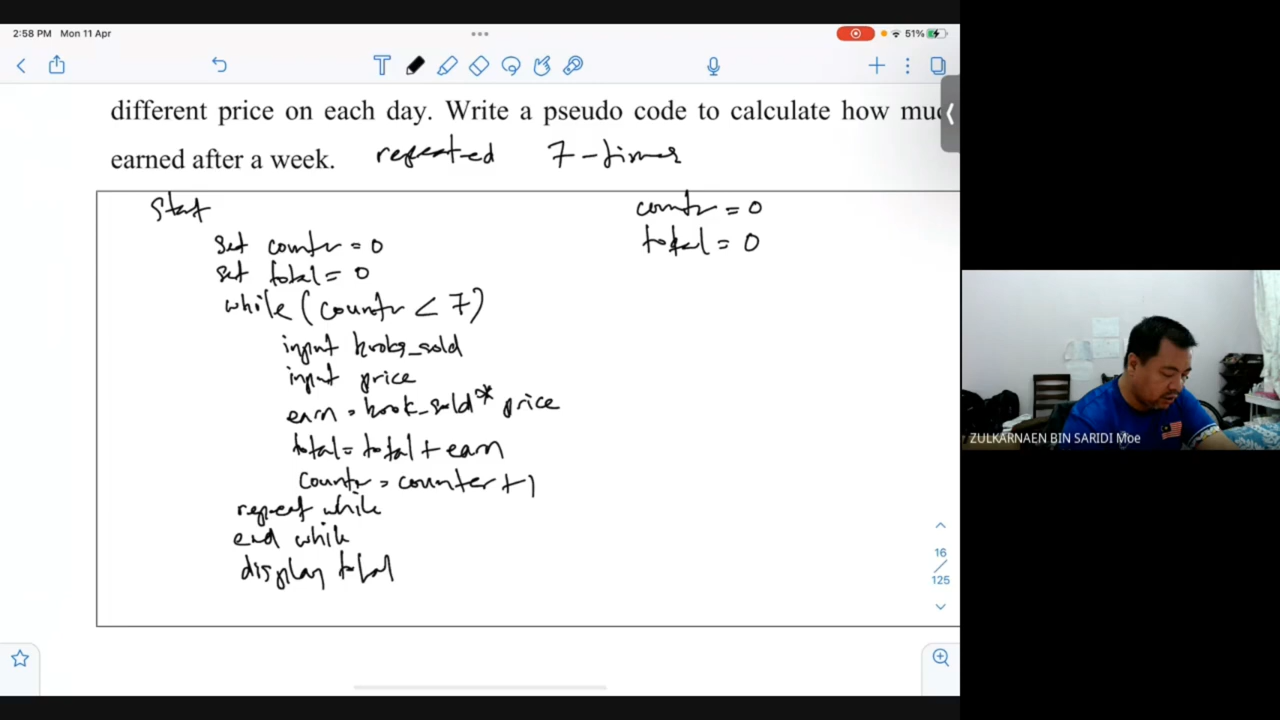 2:58 PM Mon 11 Apr
51%
different price on each day. Write a pseudo code to calculate how muc
earned after a week. repeated 7-times
Start
set counter = 0
set total = 0
while (counter < 7)
input books_sold
input price
earn = book_sold * price
total = total + earn
counter = counter + 1
repeat while
end while
display total
counter = 0
total = 0
16
125
ZULKARNAEN BIN SARIDI Moe